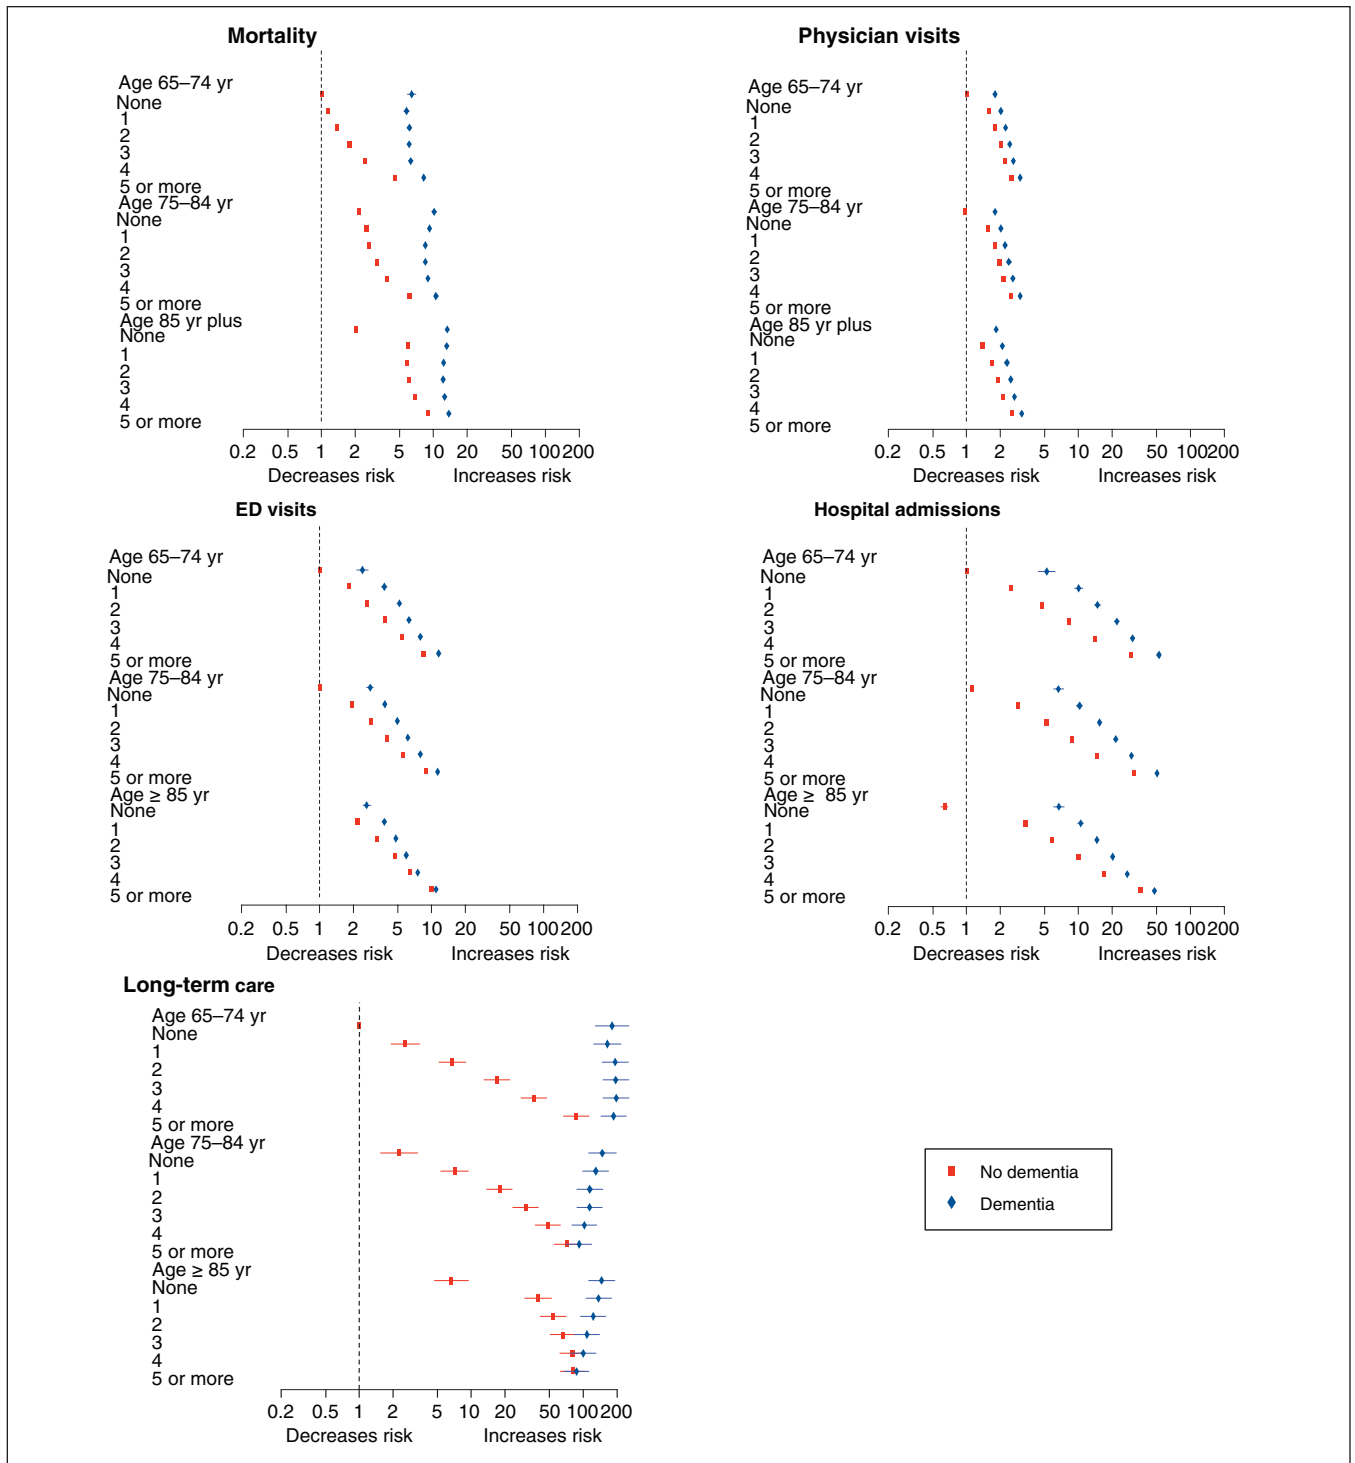 Mortality
Age 65–74 yr
None
1
2
3
4
5 or more
Age 75–84 yr
None
1
2
3
4
5 or more
Age 85 yr plus
None
1
2
3
4
5 or more
0.2 0.5 1 2 5 10 20 50 100 200
Decreases risk Increases risk
Physician visits
Age 65–74 yr
None
1
2
3
4
5 or more
Age 75–84 yr
None
1
2
3
4
5 or more
Age 85 yr plus
None
1
2
3
4
5 or more
0.2 0.5 1 2 5 10 20 50 100 200
Decreases risk Increases risk
ED visits
Age 65–74 yr
None
1
2
3
4
5 or more
Age 75–84 yr
None
1
2
3
4
5 or more
Age ≥ 85 yr
None
1
2
3
4
5 or more
0.2 0.5 1 2 5 10 20 50 100 200
Decreases risk Increases risk
Hospital admissions
Age 65–74 yr
None
1
2
3
4
5 or more
Age 75–84 yr
None
1
2
3
4
5 or more
Age ≥ 85 yr
None
1
2
3
4
5 or more
0.2 0.5 1 2 5 10 20 50 100 200
Decreases risk Increases risk
Long-term care
Age 65–74 yr
None
1
2
3
4
5 or more
Age 75–84 yr
None
1
2
3
4
5 or more
Age ≥ 85 yr
None
1
2
3
4
5 or more
0.2 0.5 1 2 5 10 20 50 100 200
Decreases risk Increases risk
No dementia
Dementia